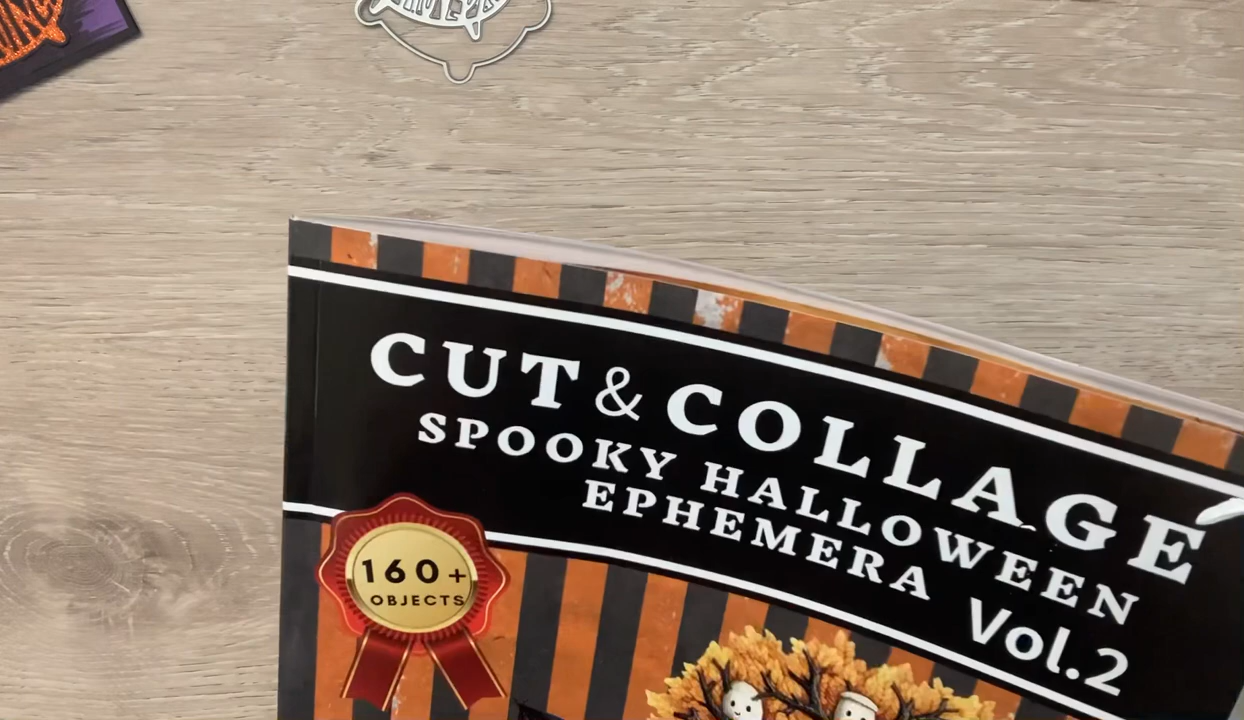 CUT & COLLAGE
SPOOKY HALLOWEEN
EPHEMERA Vol.2
160+
OBJECTS